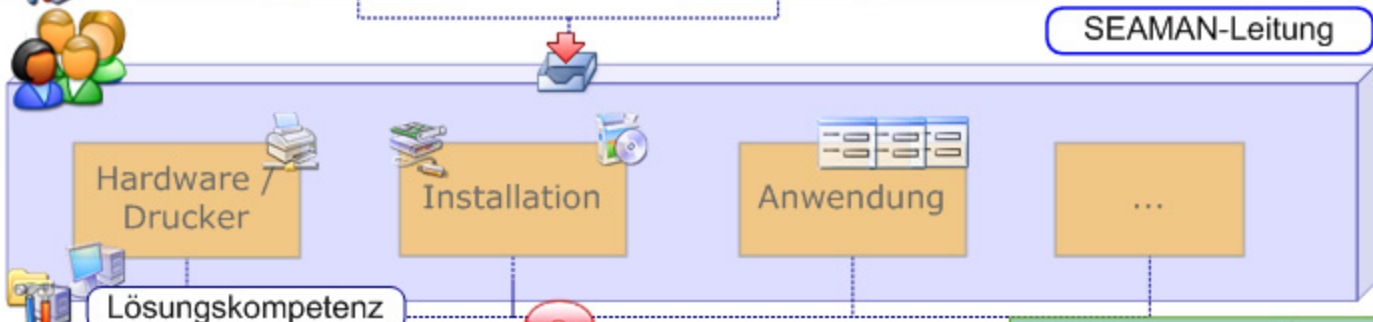 SEAMAN-Leitung
Hardware /
Drucker
Installation
Anwendung
...
Lösungskompetenz